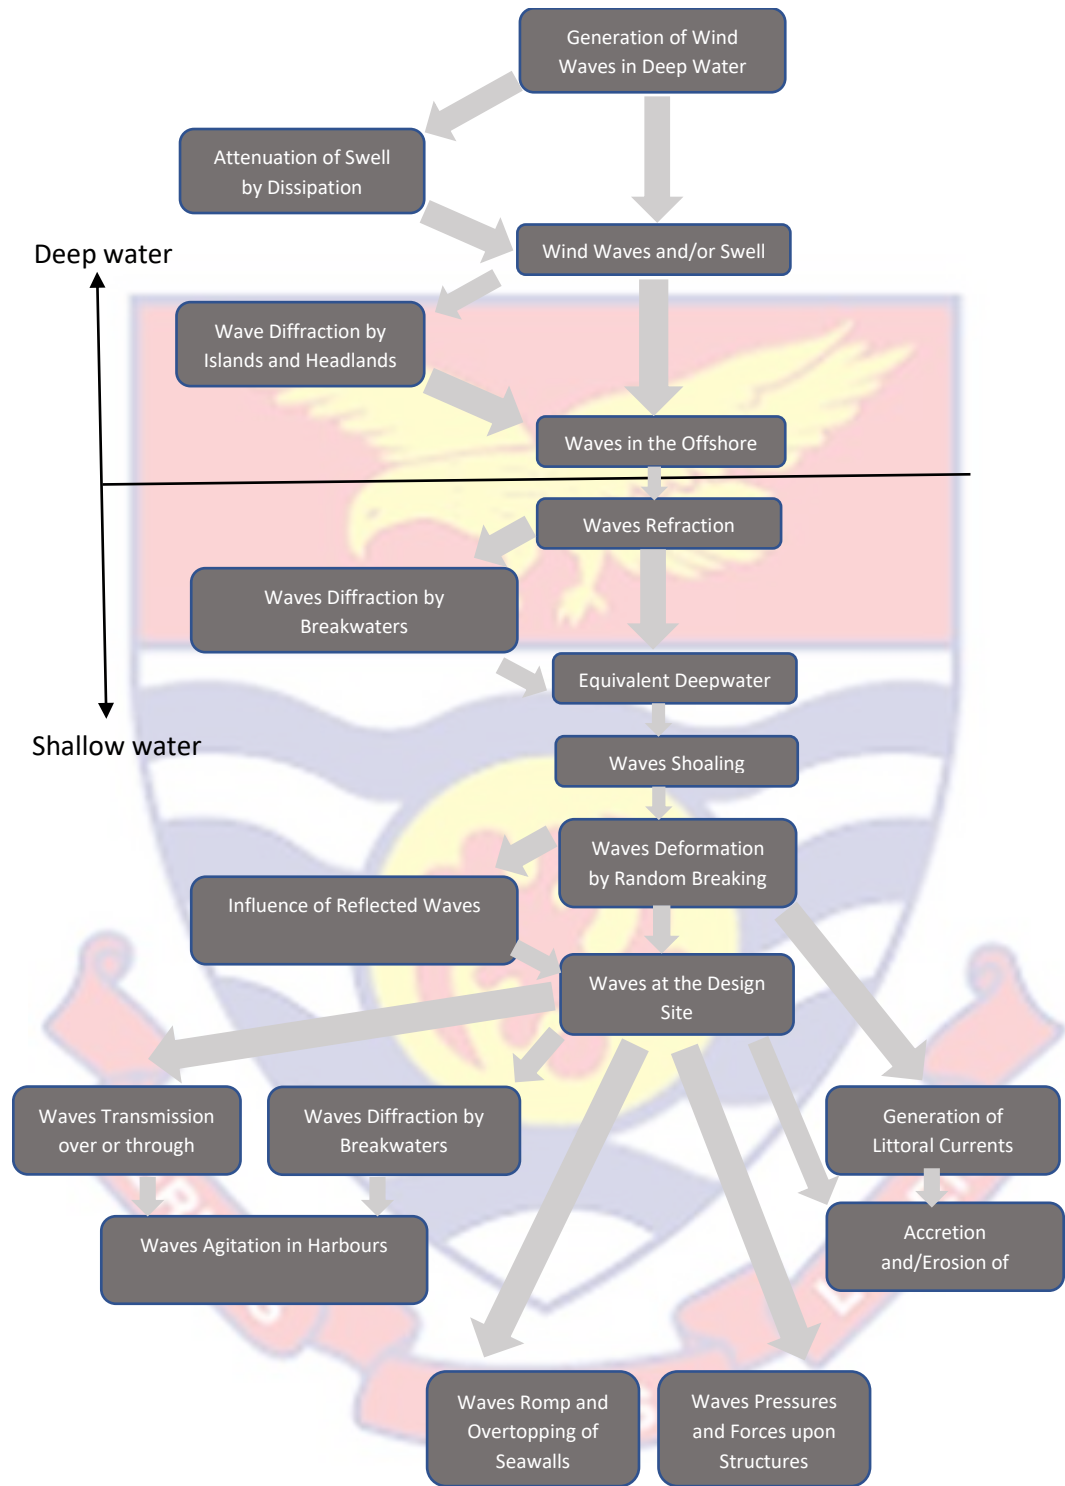 Generation of Wind
Waves in Deep Water
Attenuation of Swell
by Dissipation
Deep water
Wind Waves and/or Swell
Wave Diffraction by
Islands and Headlands
Waves in the Offshore
Waves Refraction
Waves Diffraction by
Breakwaters
Equivalent Deepwater
Shallow water
Waves Shoaling
Waves Deformation
by Random Breaking
Influence of Reflected Waves
Waves at the Design
Site
Waves Transmission
over or through
Waves Diffraction by
Breakwaters
Generation of
Littoral Currents
Waves Agitation in Harbours
Accretion
and/Erosion of
Waves Romp and
Overtopping of
Seawalls
Waves Pressures
and Forces upon
Structures